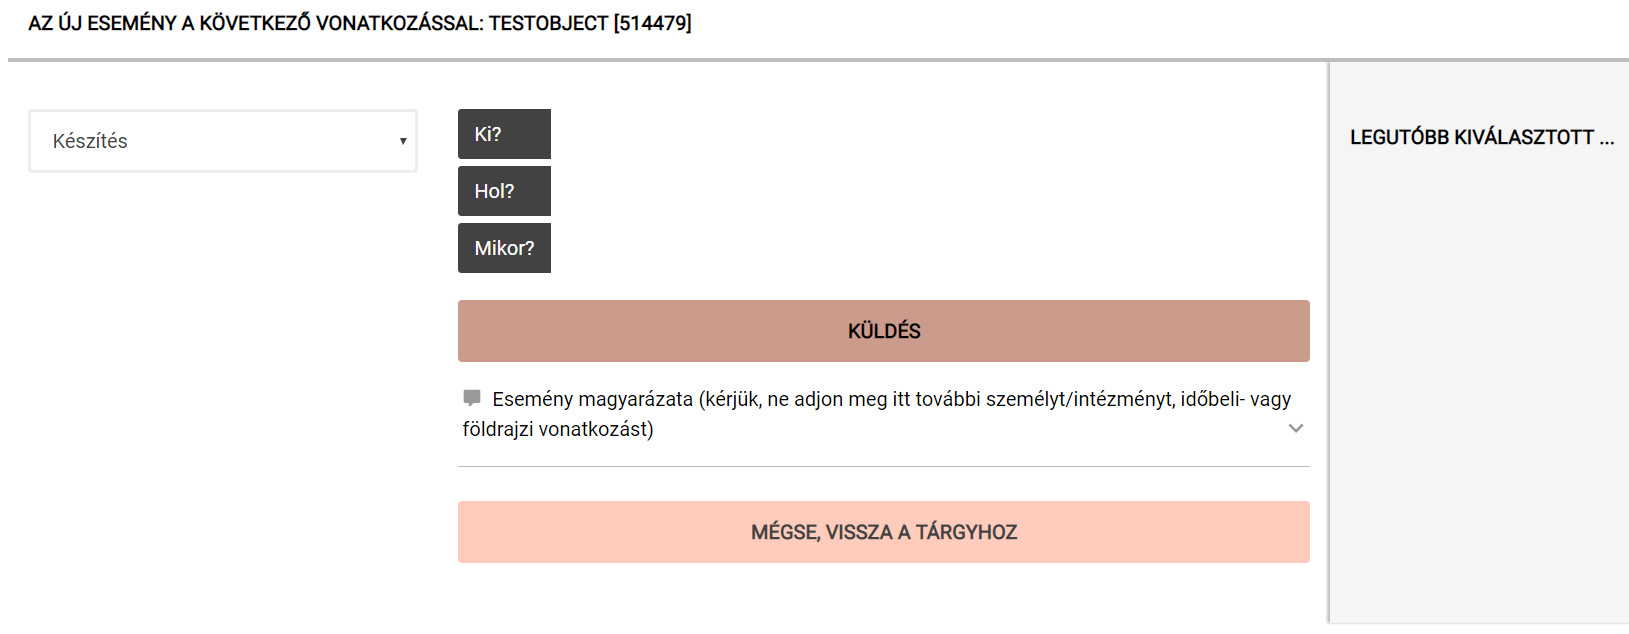 AZ ÚJ ESEMÉNY A KÖVETKEZŐ VONATKOZÁSSAL: TESTOBJECT [514479]
Készítés
Ki?
Hol?
Mikor?
KÜLDÉS
Esemény magyarázata (kérjük, ne adjon meg itt további személyt/intézményt, időbeli- vagy
földrajzi vonatkozást)
MÉGSE, VISSZA A TÁRGYHOZ
LEGUTÓBB KIVÁLASZTOTT ...